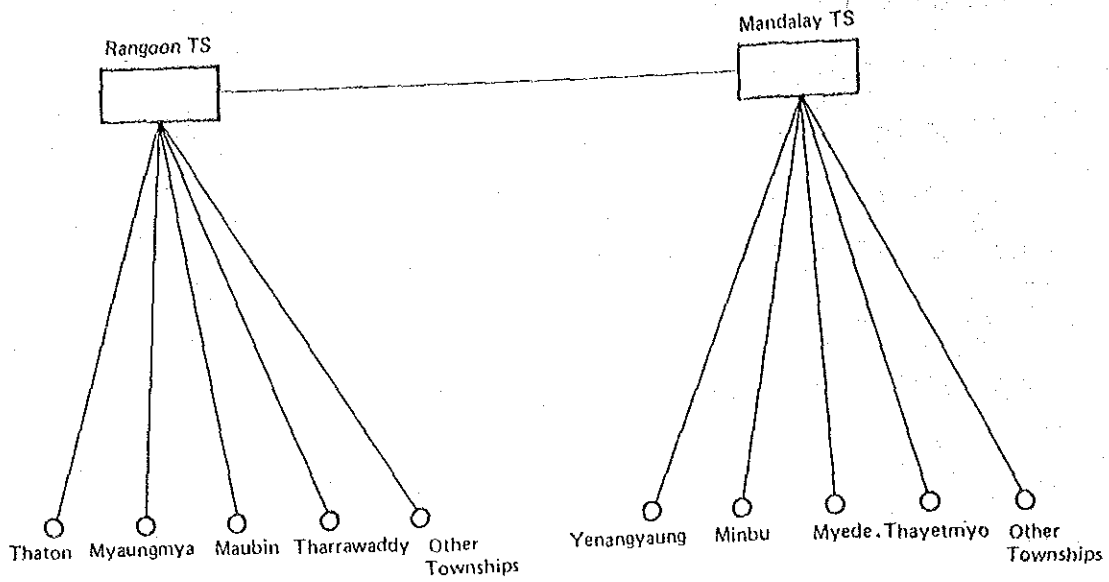 Rangoon TS
Mandalay TS
Thaton
Myaungmya
Maubin
Tharrawaddy
Other
Townships
Yenangyaung
Minbu
Myede.
Thayetmyo
Other
Townships